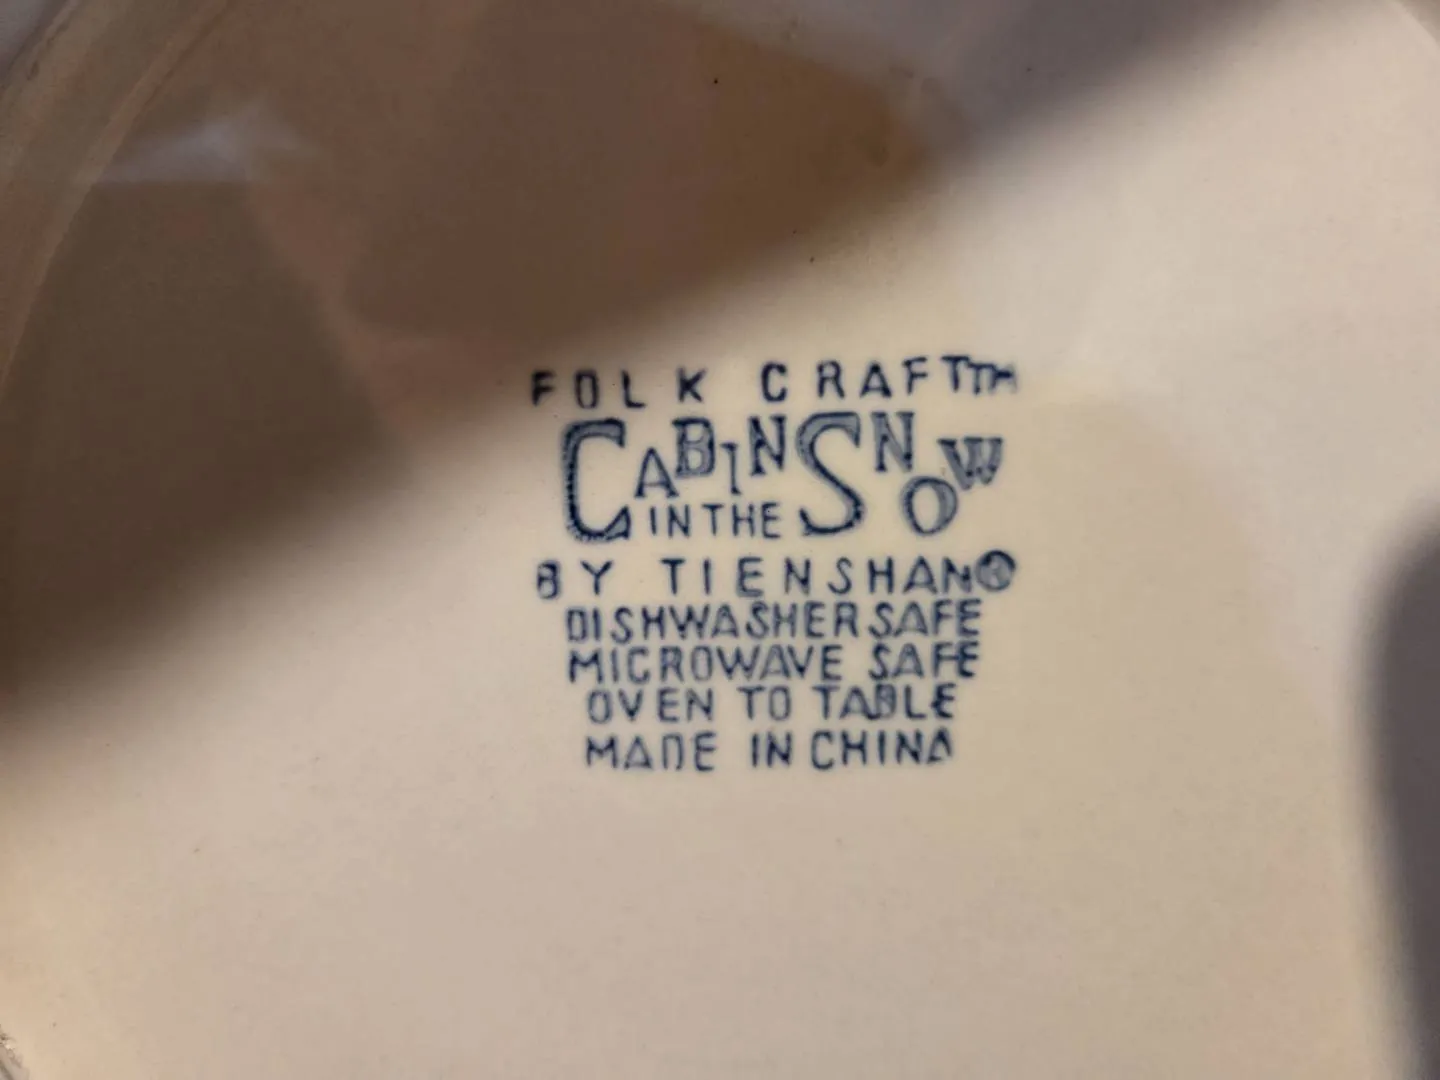 FOLK CRAFT™
CABIN IN THE SNOW
BY TIENSHAN®
DISHWASHER SAFE
MICROWAVE SAFE
OVEN TO TABLE
MADE IN CHINA